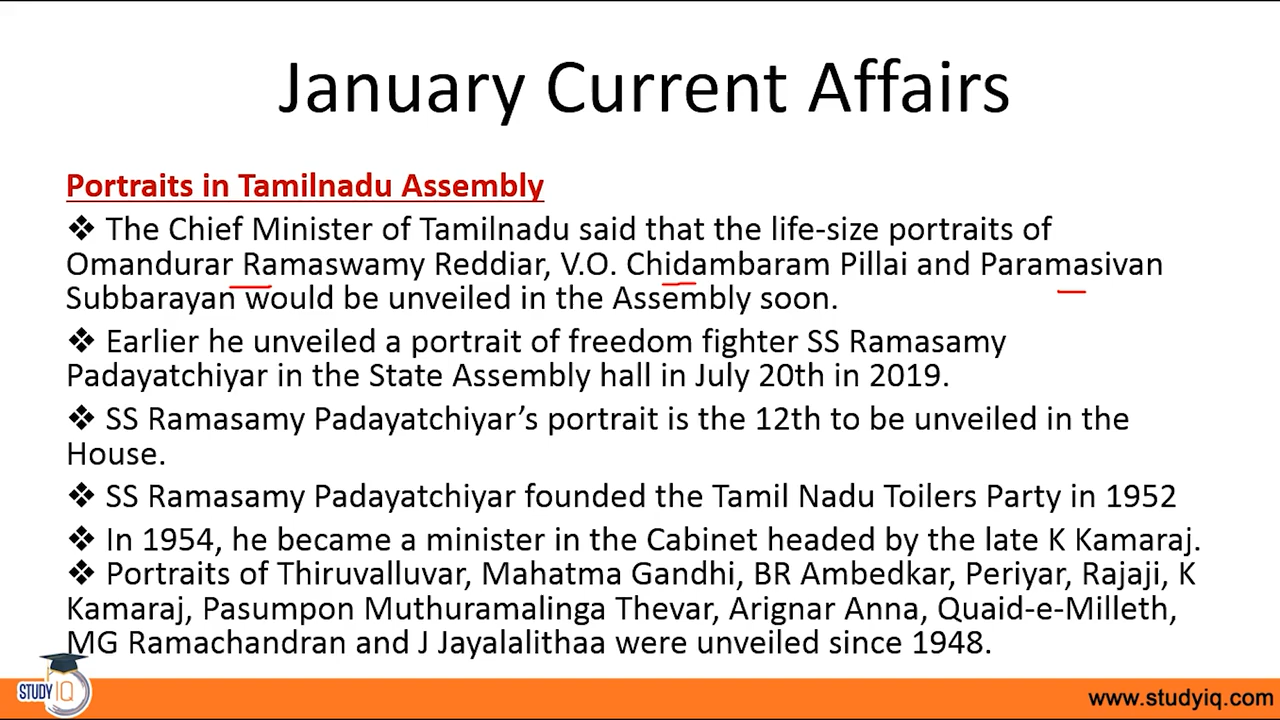 January Current Affairs
Portraits in Tamilnadu Assembly
❖ The Chief Minister of Tamilnadu said that the life-size portraits of
Omandurar Ramaswamy Reddiar, V.O. Chidambaram Pillai and Paramasivan
Subbarayan would be unveiled in the Assembly soon.
❖ Earlier he unveiled a portrait of freedom fighter SS Ramasamy
Padayatchiyar in the State Assembly hall in July 20th in 2019.
❖ SS Ramasamy Padayatchiyar’s portrait is the 12th to be unveiled in the
House.
❖ SS Ramasamy Padayatchiyar founded the Tamil Nadu Toilers Party in 1952
❖ In 1954, he became a minister in the Cabinet headed by the late K Kamaraj.
❖ Portraits of Thiruvalluvar, Mahatma Gandhi, BR Ambedkar, Periyar, Rajaji, K
Kamaraj, Pasumpon Muthuramalinga Thevar, Arignar Anna, Quaid-e-Milleth,
MG Ramachandran and J Jayalalithaa were unveiled since 1948.
STUDY IQ
www.studyiq.com